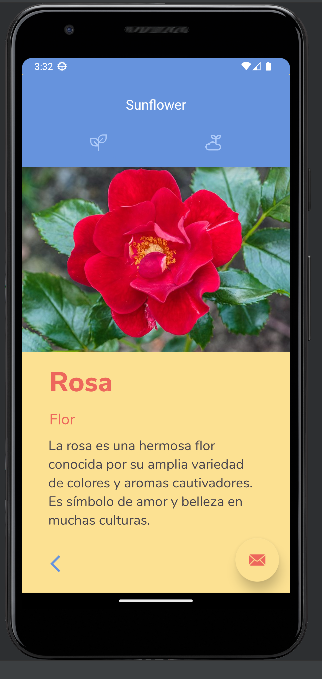 3:32
Sunflower
Rosa
Flor
La rosa es una hermosa flor
conocida por su amplia variedad
de colores y aromas cautivadores.
Es símbolo de amor y belleza en
muchas culturas.